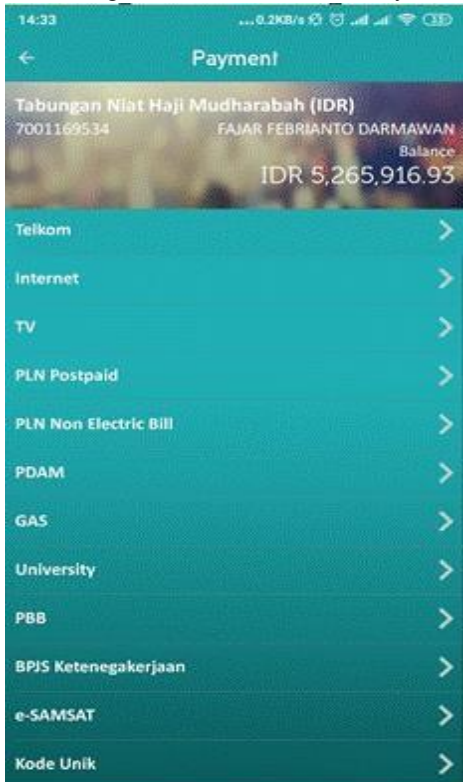 14:33 ...0.2KB/s
Payment
Tabungan Niat Haji Mudharabah (IDR)
7001169534 FAJAR FEBRIANTO DARMAWAN
Balance
IDR 5,265,916.93
Telkom
Internet
TV
PLN Postpaid
PLN Non Electric Bill
PDAM
GAS
University
PBB
BPJS Ketenegakerjaan
e-SAMSAT
Kode Unik